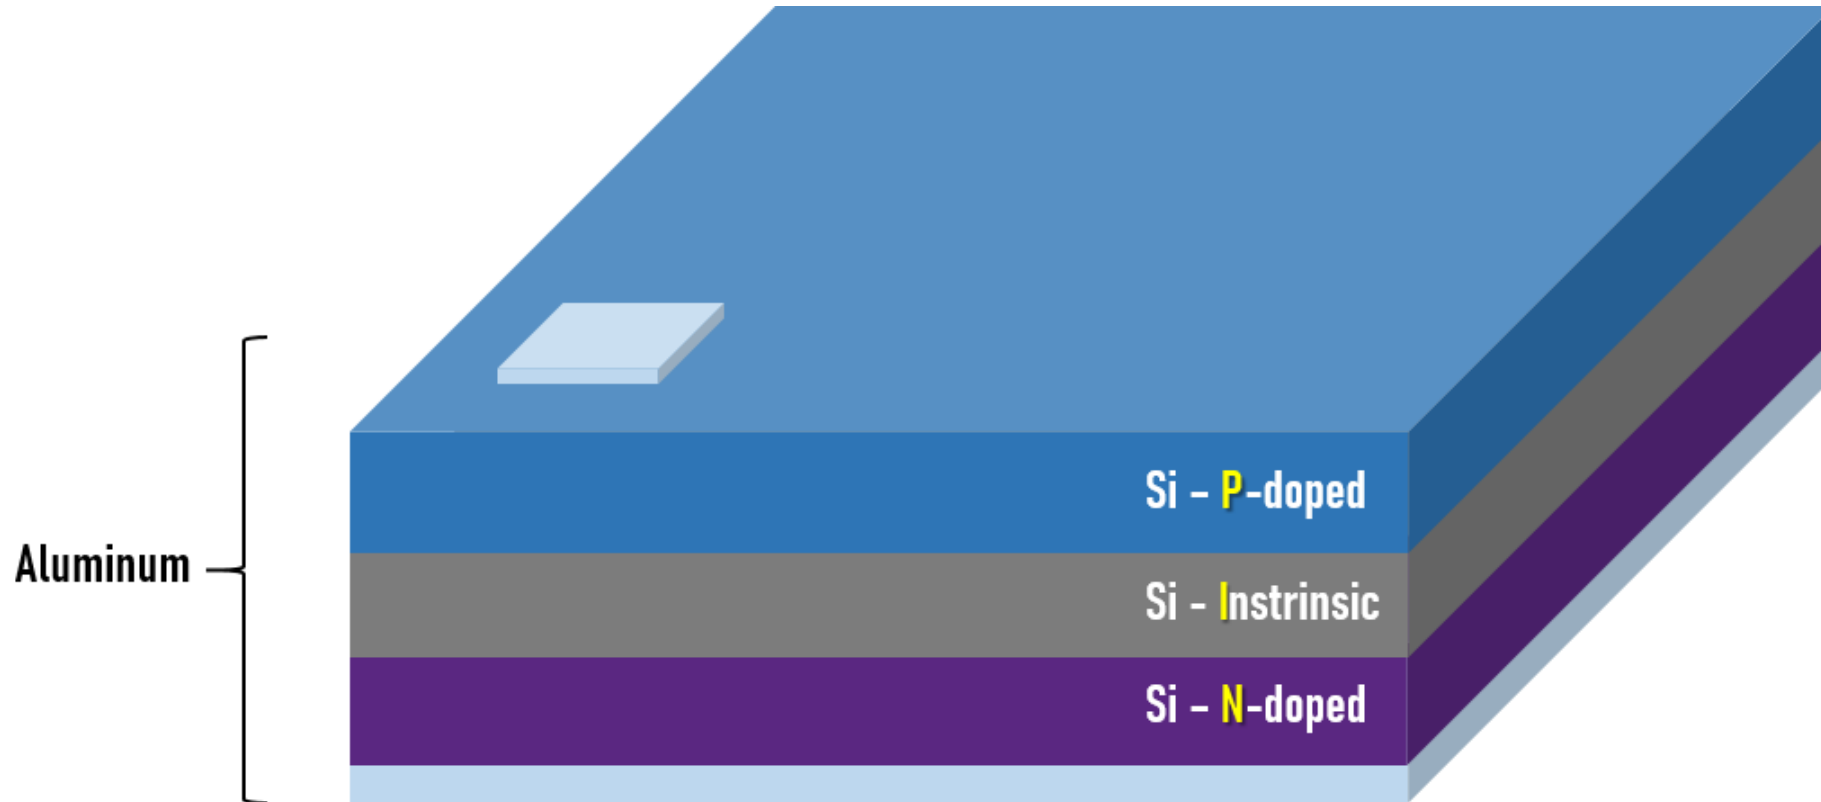 Si - P-doped
Aluminum
Si - Instrinsic
Si - N-doped